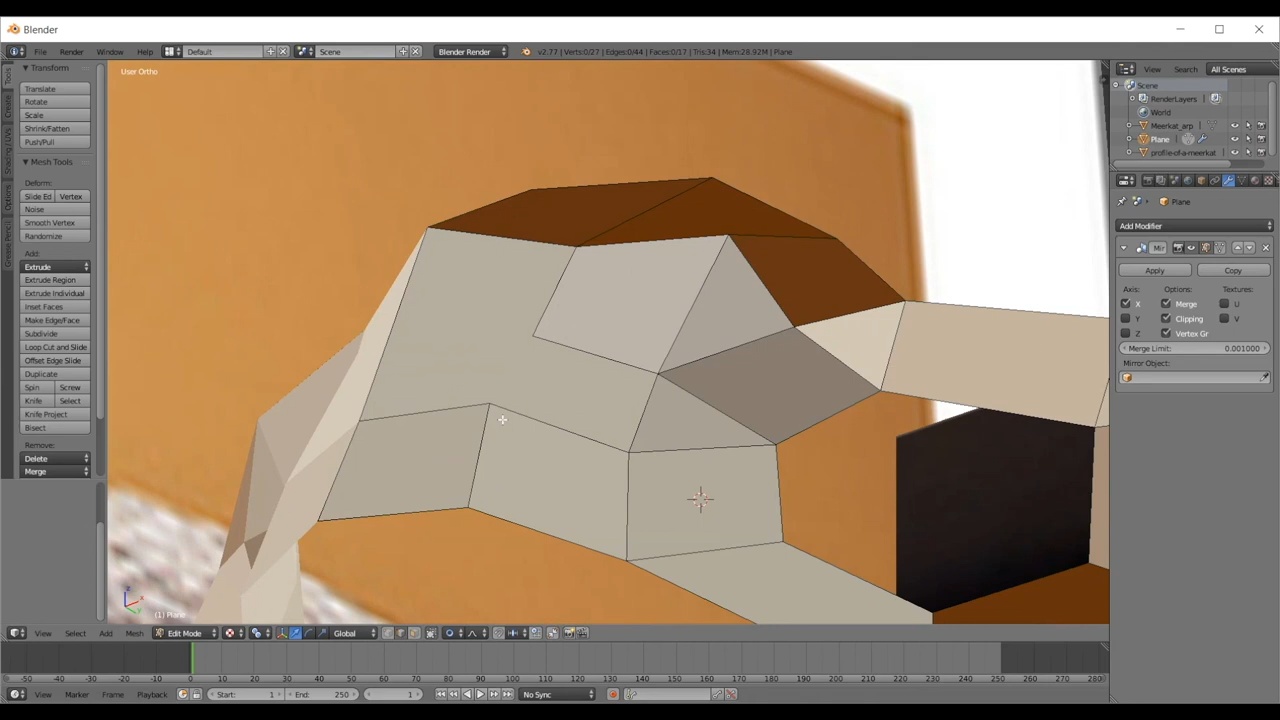 Blender
File Render Window Help Default Scene Blender Render v2.77 | Verts:0/27 | Edges:0/44 | Faces:0/17 | Tris:34 | Mem:28.92M | Plane
Tools
Create
Shading / UVs
Options
Grease Pencil
Transform
Translate
Rotate
Scale
Shrink/Fatten
Push/Pull
Mesh Tools
Deform:
Slide Ed Vertex
Noise
Smooth Vertex
Randomize
Add:
Extrude
Extrude Region
Extrude Individual
Inset Faces
Make Edge/Face
Subdivide
Loop Cut and Slide
Offset Edge Slide
Duplicate
Spin Screw
Knife Select
Knife Project
Bisect
Remove:
Delete
Merge
User Ortho
(1) Plane
View Search All Scenes
Scene
RenderLayers
World
Meerkat_arp
Plane
profile-of-a-meerkat
Plane
Add Modifier
Mir
Apply Copy
Axis: Options: Textures:
X Merge U
Y Clipping V
Z Vertex Gr
Merge Limit: 0.001000
Mirror Object:
View Select Add Mesh Edit Mode Global
-50 -40 -30 -20 -10 0 10 20 30 40 50 60 70 80 90 100 110 120 130 140 150 160 170 180 190 200 210 220 230 240 250 260 270 280
View Marker Frame Playback Start: 1 End: 250 1 No Sync